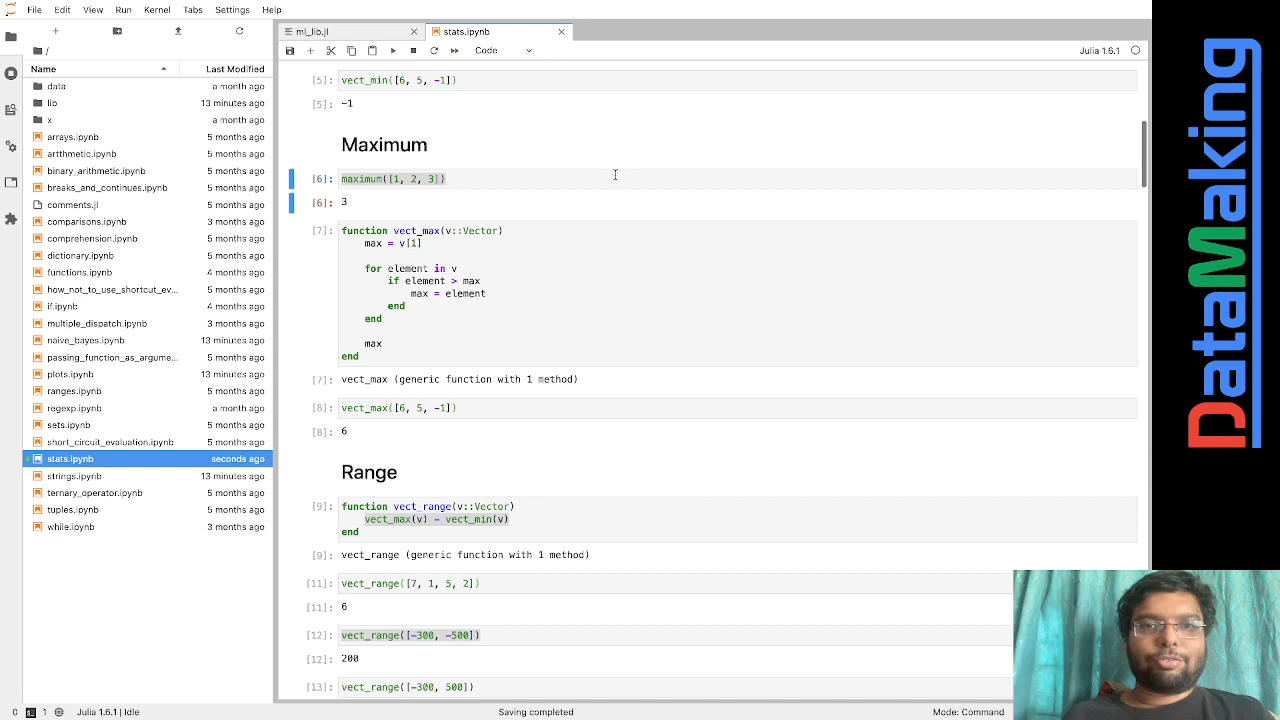 File Edit View Run Kernel Tabs Settings Help
ml_lib.jl
stats.ipynb
Code
Julia 1.6.1
/
Name Last Modified
data a month ago
lib 13 minutes ago
x a month ago
arrays.ipynb 5 months ago
artthmetic.ipynb 5 months ago
binary_arithmetic.ipynb 5 months ago
breaks_and_continues.ipynb 5 months ago
comments.jl 5 months ago
comparisons.ipynb 5 months ago
comprehension.ipynb 5 months ago
dictionary.ipynb 5 months ago
functions.ipynb 4 months ago
how_not_to_use_shortcut_ev... 5 months ago
if.ipynb 4 months ago
multiple_dispatch.ipynb 3 months ago
naive_bayes.ipynb 13 minutes ago
passing_function_as_argume... 5 months ago
plots.ipynb 13 minutes ago
ranges.ipynb 5 months ago
regexp.ipynb a month ago
sets.ipynb 5 months ago
short_circuit_evaluation.ipynb 5 months ago
stats.ipynb seconds ago
strings.ipynb 13 minutes ago
ternary_operator.ipynb 5 months ago
tuples.ipynb 5 months ago
while.ipynb 3 months ago
[5]: vect_min([6, 5, -1])
[5]: -1
Maximum
[6]: maximum([1, 2, 3])
[6]: 3
[7]: function vect_max(v::Vector)
max = v[1]
for element in v
if element > max
max = element
end
end
max
end
[7]: vect_max (generic function with 1 method)
[8]: vect_max([6, 5, -1])
[8]: 6
Range
[9]: function vect_range(v::Vector)
vect_max(v) - vect_min(v)
end
[9]: vect_range (generic function with 1 method)
[11]: vect_range([7, 1, 5, 2])
[11]: 6
[12]: vect_range([-300, -500])
[12]: 200
[13]: vect_range([-300, 500])
DataMaking
0 1 Julia 1.6.1 | Idle
Saving completed
Mode: Command